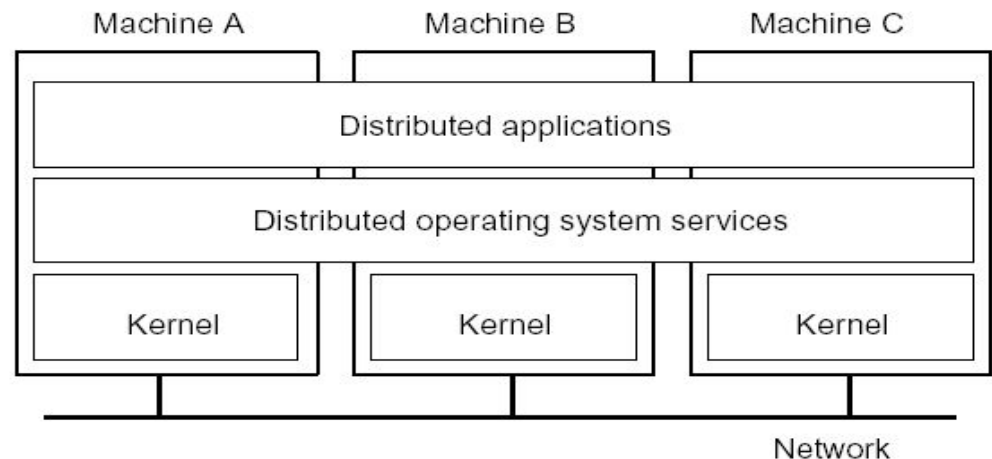 Machine A
Machine B
Machine C
Distributed applications
Distributed operating system services
Kernel
Kernel
Kernel
Network